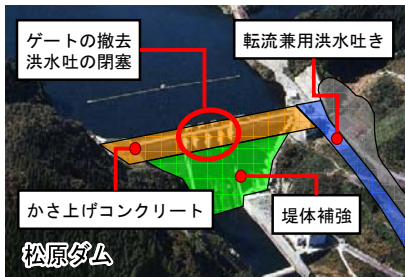 ゲートの撤去
洪水吐の閉塞
転流兼用洪水吐き
かさ上げコンクリート
堤体補強
松原ダム